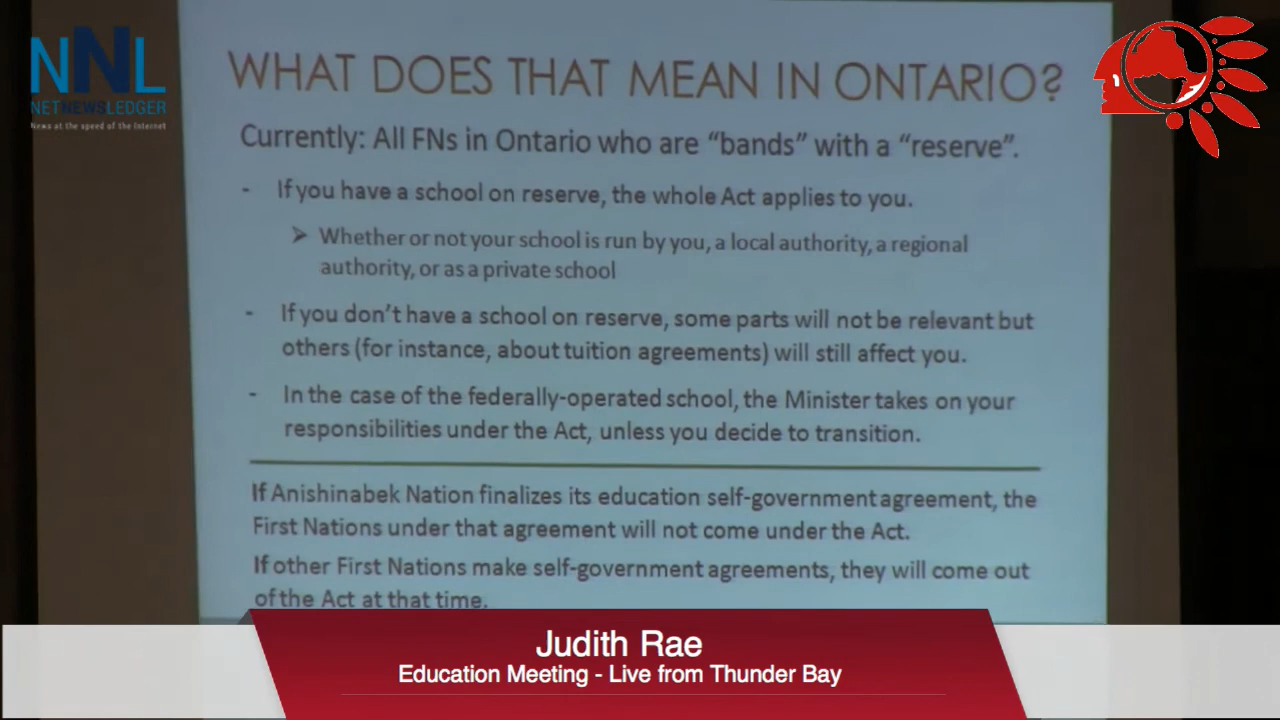 NNL
NETNEWSLEDGER
News at the speed of the Internet
WHAT DOES THAT MEAN IN ONTARIO?
Currently: All FNs in Ontario who are “bands” with a “reserve”.
- If you have a school on reserve, the whole Act applies to you.
➤ Whether or not your school is run by you, a local authority, a regional
authority, or as a private school
- If you don’t have a school on reserve, some parts will not be relevant but
others (for instance, about tuition agreements) will still affect you.
- In the case of the federally-operated school, the Minister takes on your
responsibilities under the Act, unless you decide to transition.
If Anishinabek Nation finalizes its education self-government agreement, the
First Nations under that agreement will not come under the Act.
If other First Nations make self-government agreements, they will come out
of the Act at that time.
Judith Rae
Education Meeting - Live from Thunder Bay